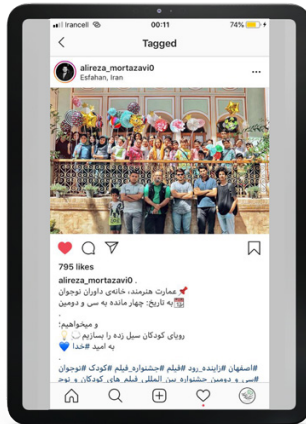 Irancell
00:11
74%
Tagged
alireza_mortazavi0
Esfahan, Iran
795 likes
alireza_mortazavi0 .
📌 عمارت هنرمند، خانه‌ی داوران نوجوان
📅 به تاریخ: چهار مانده به سی و دومین
.
و میخواهیم:
رویای کودکان سیل زده را بسازیم 💭💡
به امید #خدا 💙
.
#اصفهان #زاینده_رود #فیلم #جشنواره_فیلم #کودک #نوجوان
#سی_و_دومین_جشنواره_بین_المللی_فیلم_های_کودکان_و_نوج